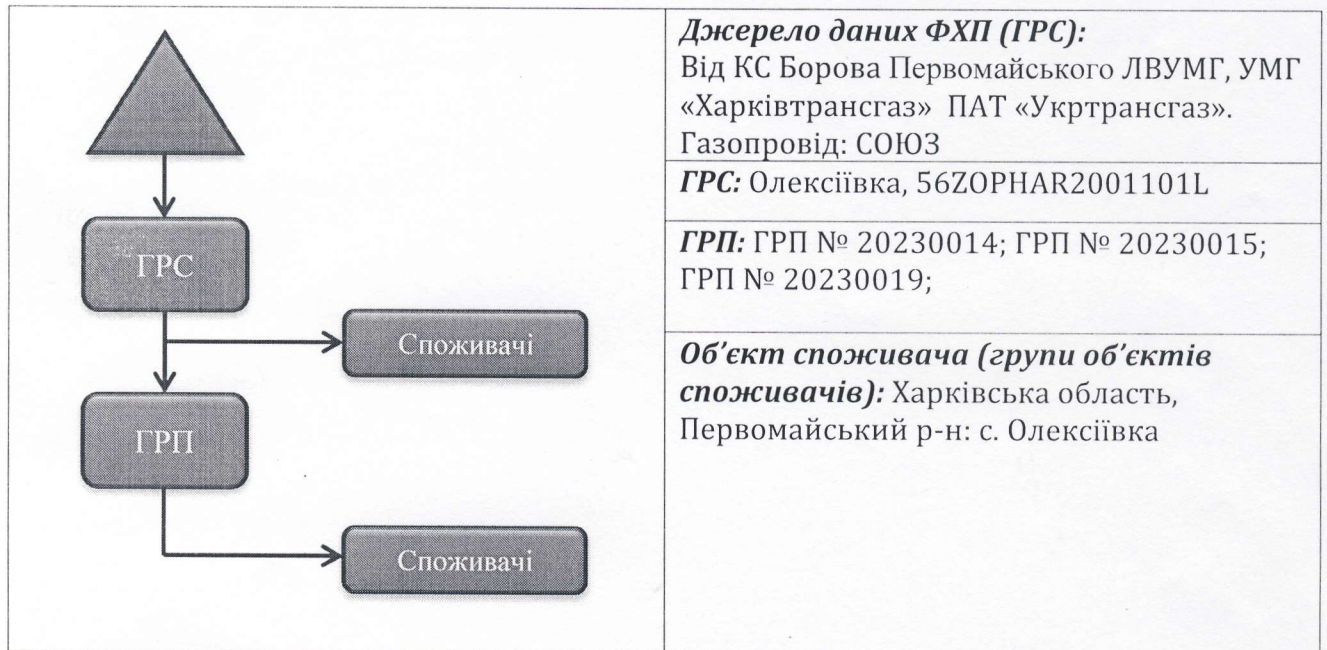 ГРС
Споживачі
ГРП
Споживачі
Джерело даних ФХП (ГРС):
Від КС Борова Первомайського ЛВУМГ, УМГ
«Харківтрансгаз» ПАТ «Укртрансгаз».
Газопровід: СОЮЗ
ГРС: Олексіївка, 56ZOPHAR2001101L
ГРП: ГРП № 20230014; ГРП № 20230015;
ГРП № 20230019;
Об’єкт споживача (групи об’єктів
споживачів): Харківська область,
Первомайський р-н: с. Олексіївка